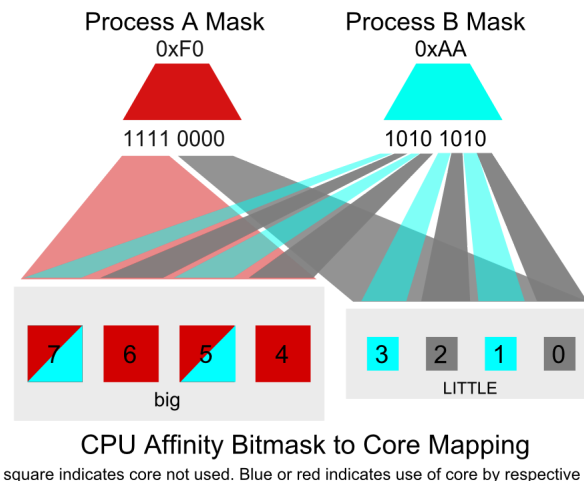 Process A Mask
0xF0
Process B Mask
0xAA
1111 0000
1010 1010
7 6 5 4
big
3 2 1 0
LITTLE
CPU Affinity Bitmask to Core Mapping
square indicates core not used. Blue or red indicates use of core by respective